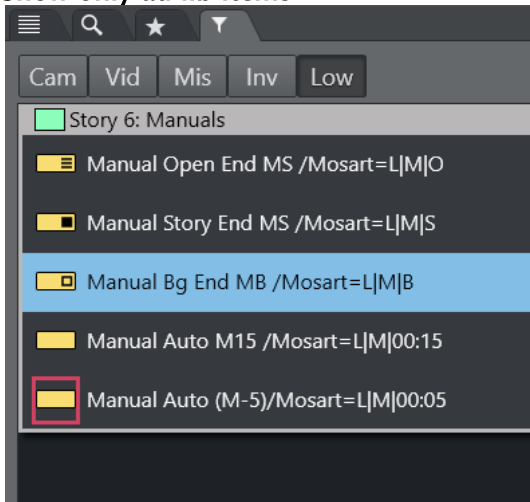 Cam Vid Mis Inv Low
Story 6: Manuals
Manual Open End MS /Mosart=L|M|O
Manual Story End MS /Mosart=L|M|S
Manual Bg End MB /Mosart=L|M|B
Manual Auto M15 /Mosart=L|M|00:15
Manual Auto (M-5)/Mosart=L|M|00:05